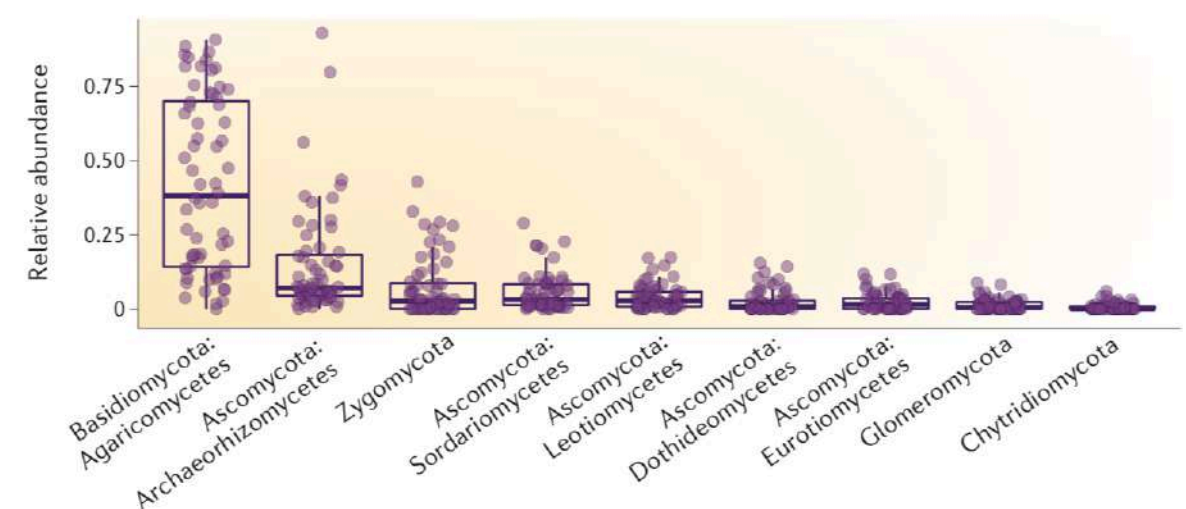 Relative abundance
0.75
0.50
0.25
0
Basidiomycota:
Agaricomycetes
Ascomycota:
Archaeorhizomycetes
Zygomycota
Ascomycota:
Sordariomycetes
Ascomycota:
Leotiomycetes
Ascomycota:
Dothideomycetes
Ascomycota:
Eurotiomycetes
Glomeromycota
Chytridiomycota